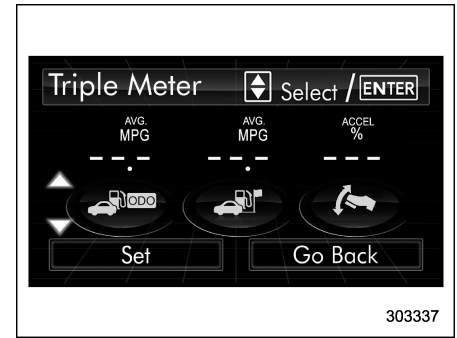 Triple Meter Select / ENTER
AVG. AVG. ACCEL
MPG MPG %
--.- --.- ---
ODO
Set Go Back
303337